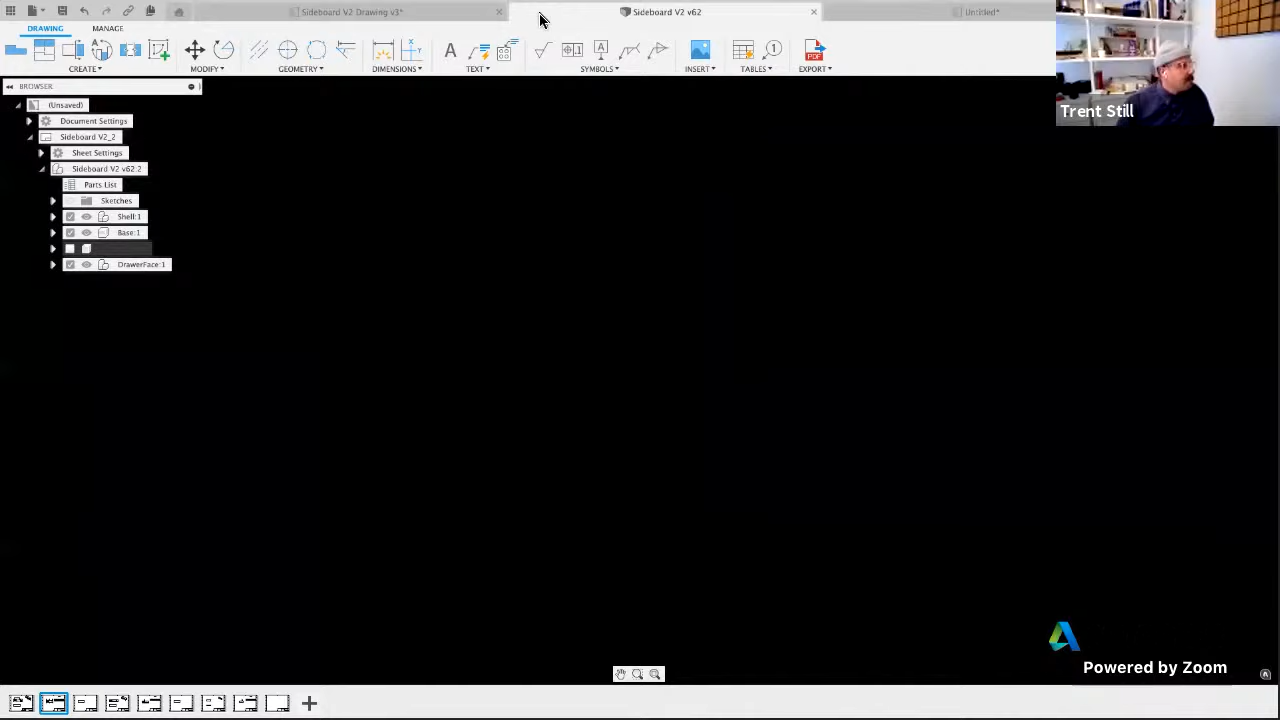 Sideboard V2 Drawing v3*
Sideboard V2 v62
Untitled*
DRAWING
MANAGE
CREATE
MODIFY
GEOMETRY
DIMENSIONS
TEXT
SYMBOLS
INSERT
TABLES
EXPORT
PDF
BROWSER
(Unsaved)
Document Settings
Sideboard V2_2
Sheet Settings
Sideboard V2 v62:2
Parts List
Sketches
Shell:1
Base:1
DrawerFace:1
Trent Still
Powered by Zoom